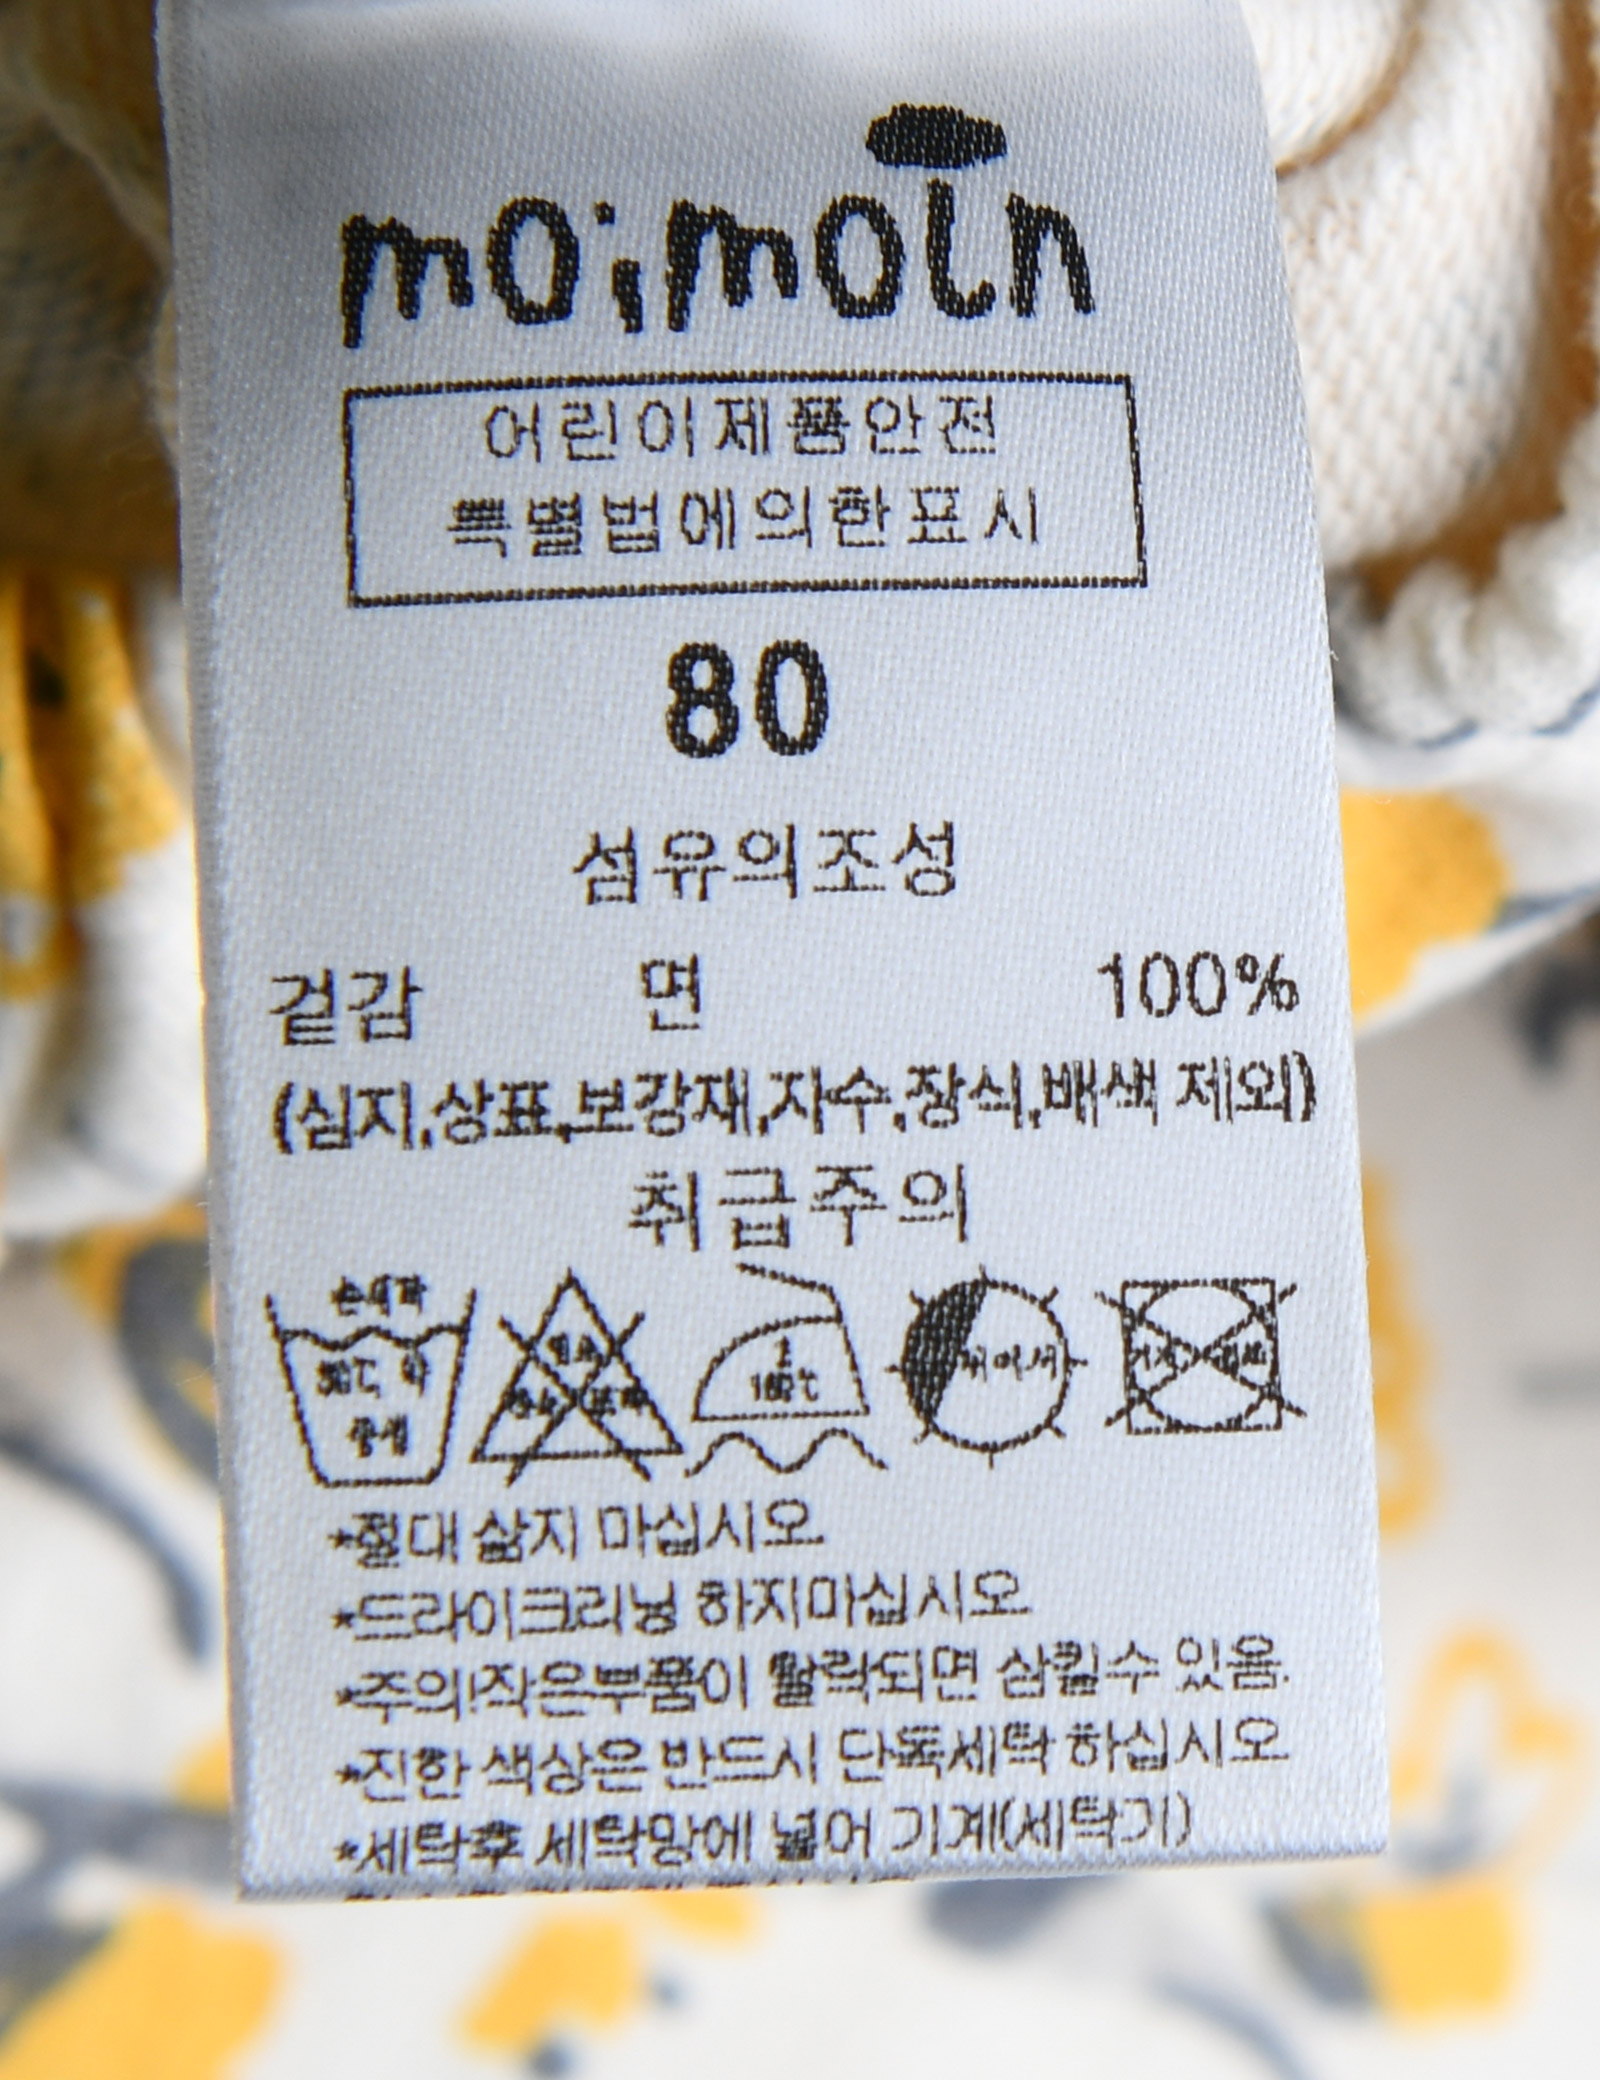 moimoln
어린이제품안전
특별법에의한표시
80
섬유의조성
겉감 면 100%
(심지,상표,보강재,자수,장식,배색 제외)
취급주의
손세탁
30℃
중성
2
160℃
뉘어서
*절대 삶지 마십시오
*드라이크리닝 하지마십시오
*주의!작은부품이 탈락되면 삼킬수 있음.
*진한 색상은 반드시 단독세탁 하십시오
*세탁후 세탁망에 넣어 기계(세탁기)